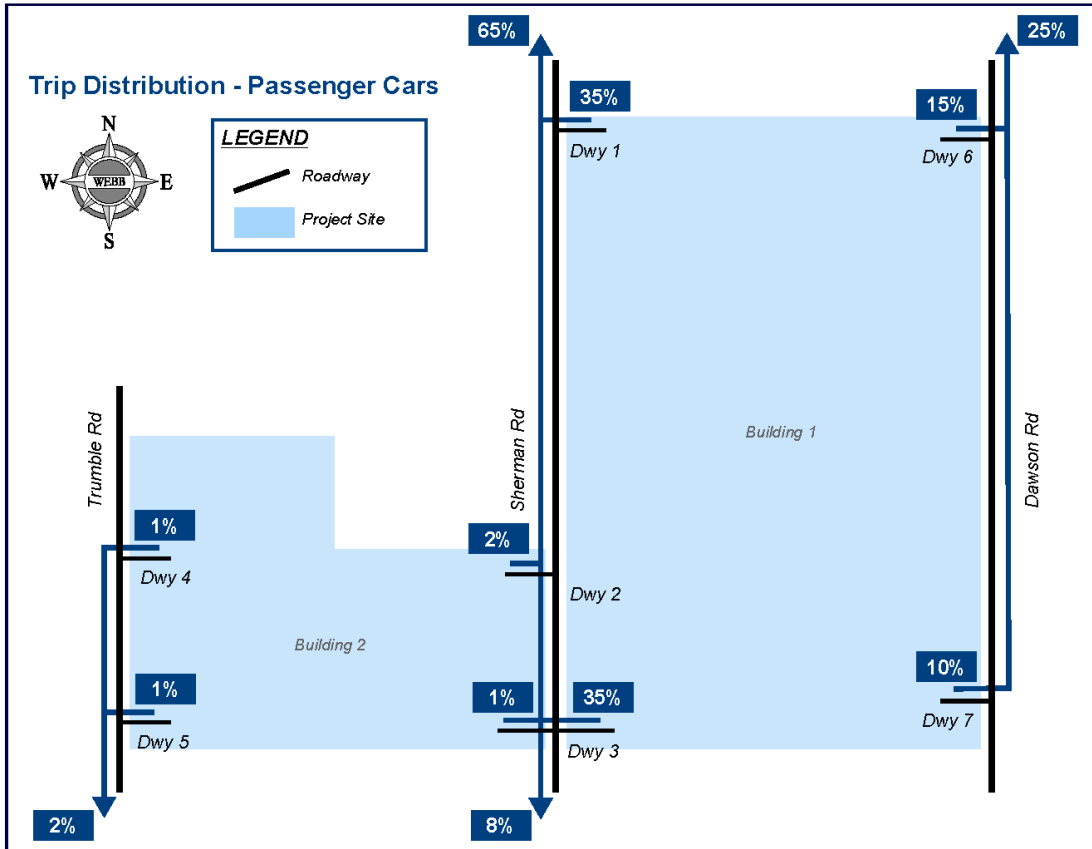 65%
25%
Trip Distribution - Passenger Cars
35%
15%
N
LEGEND
Dwy 1
Dwy 6
Roadway
W
WEBB
E
Project Site
S
Trumble Rd
Sherman Rd
Building 1
Dawson Rd
1%
2%
Dwy 4
Dwy 2
Building 2
10%
1%
1%
35%
Dwy 7
Dwy 5
Dwy 3
2%
8%